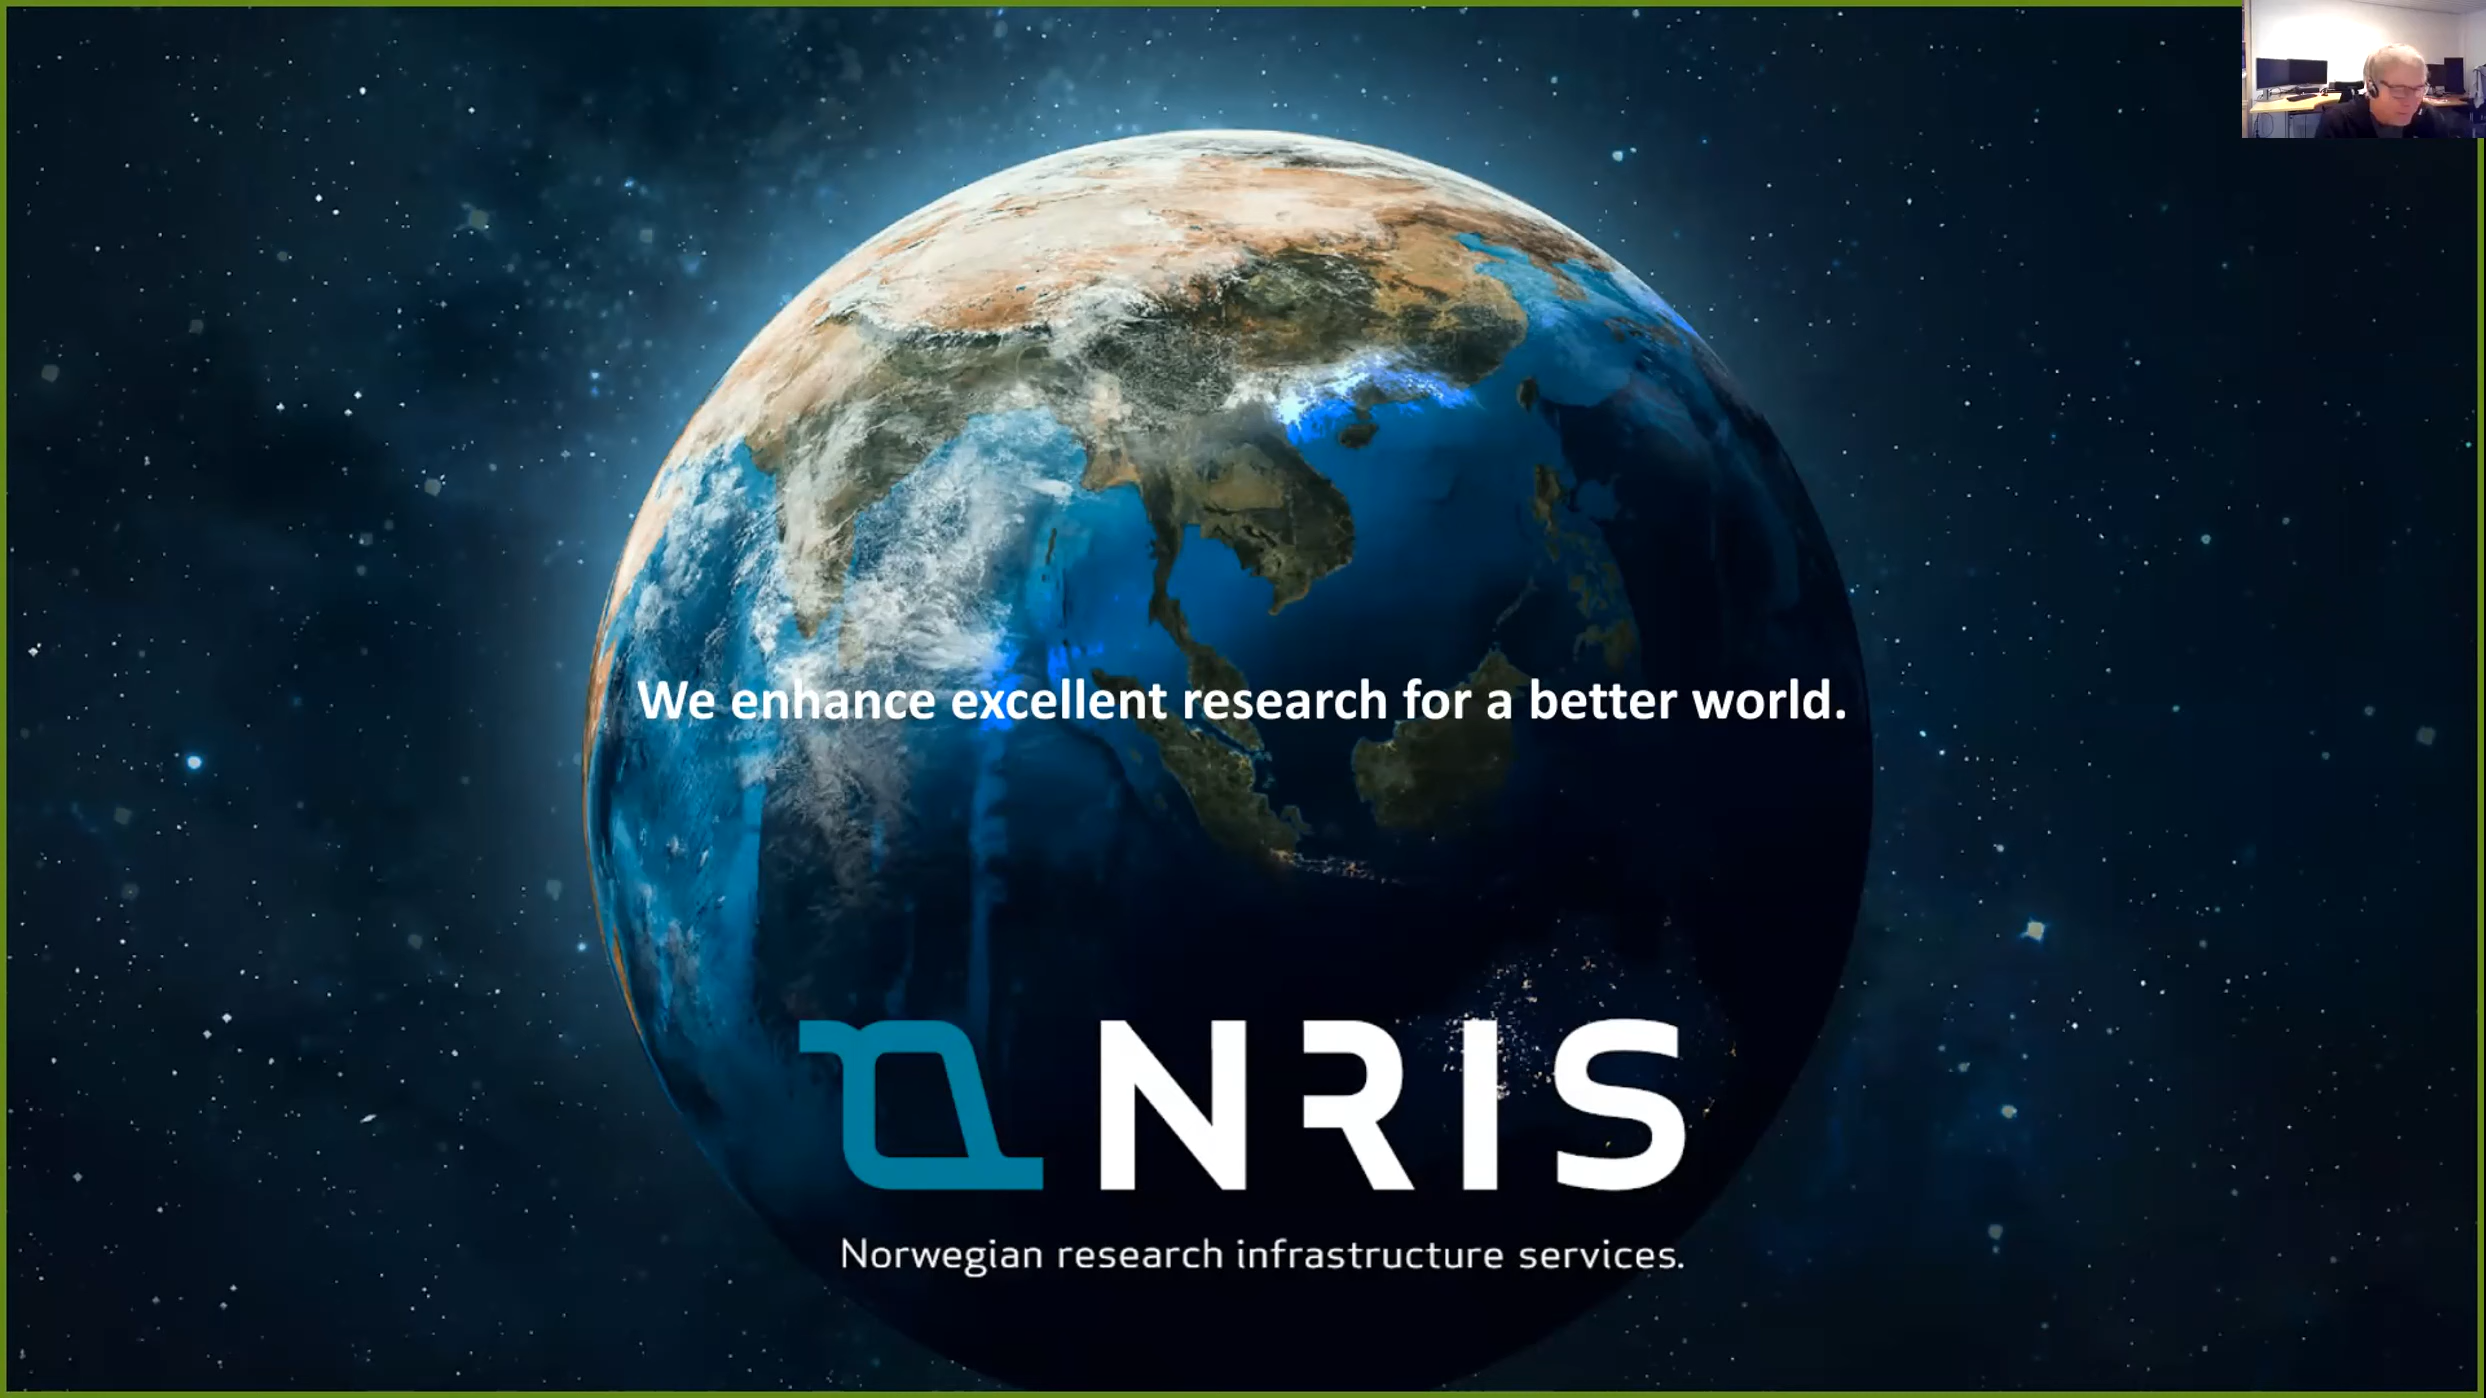 We enhance excellent research for a better world.
NRIS
Norwegian research infrastructure services.